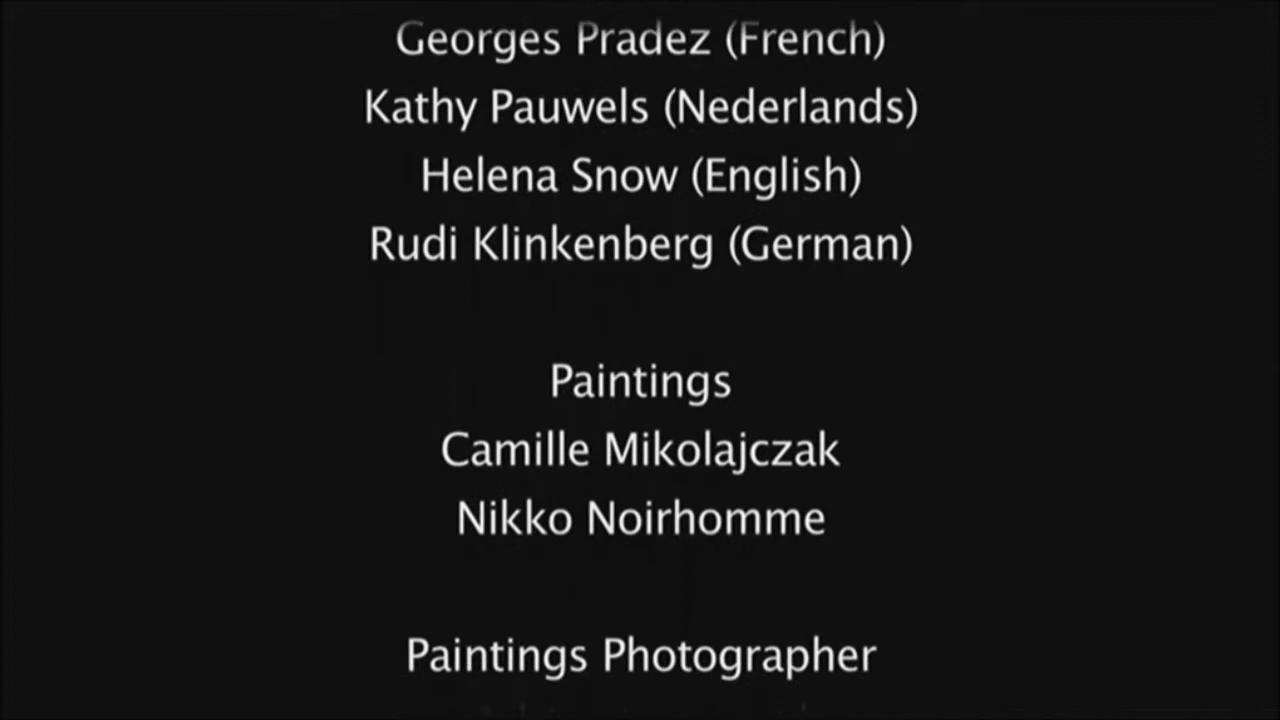 Georges Pradez (French)
Kathy Pauwels (Nederlands)
Helena Snow (English)
Rudi Klinkenberg (German)
Paintings
Camille Mikolajczak
Nikko Noirhomme
Paintings Photographer